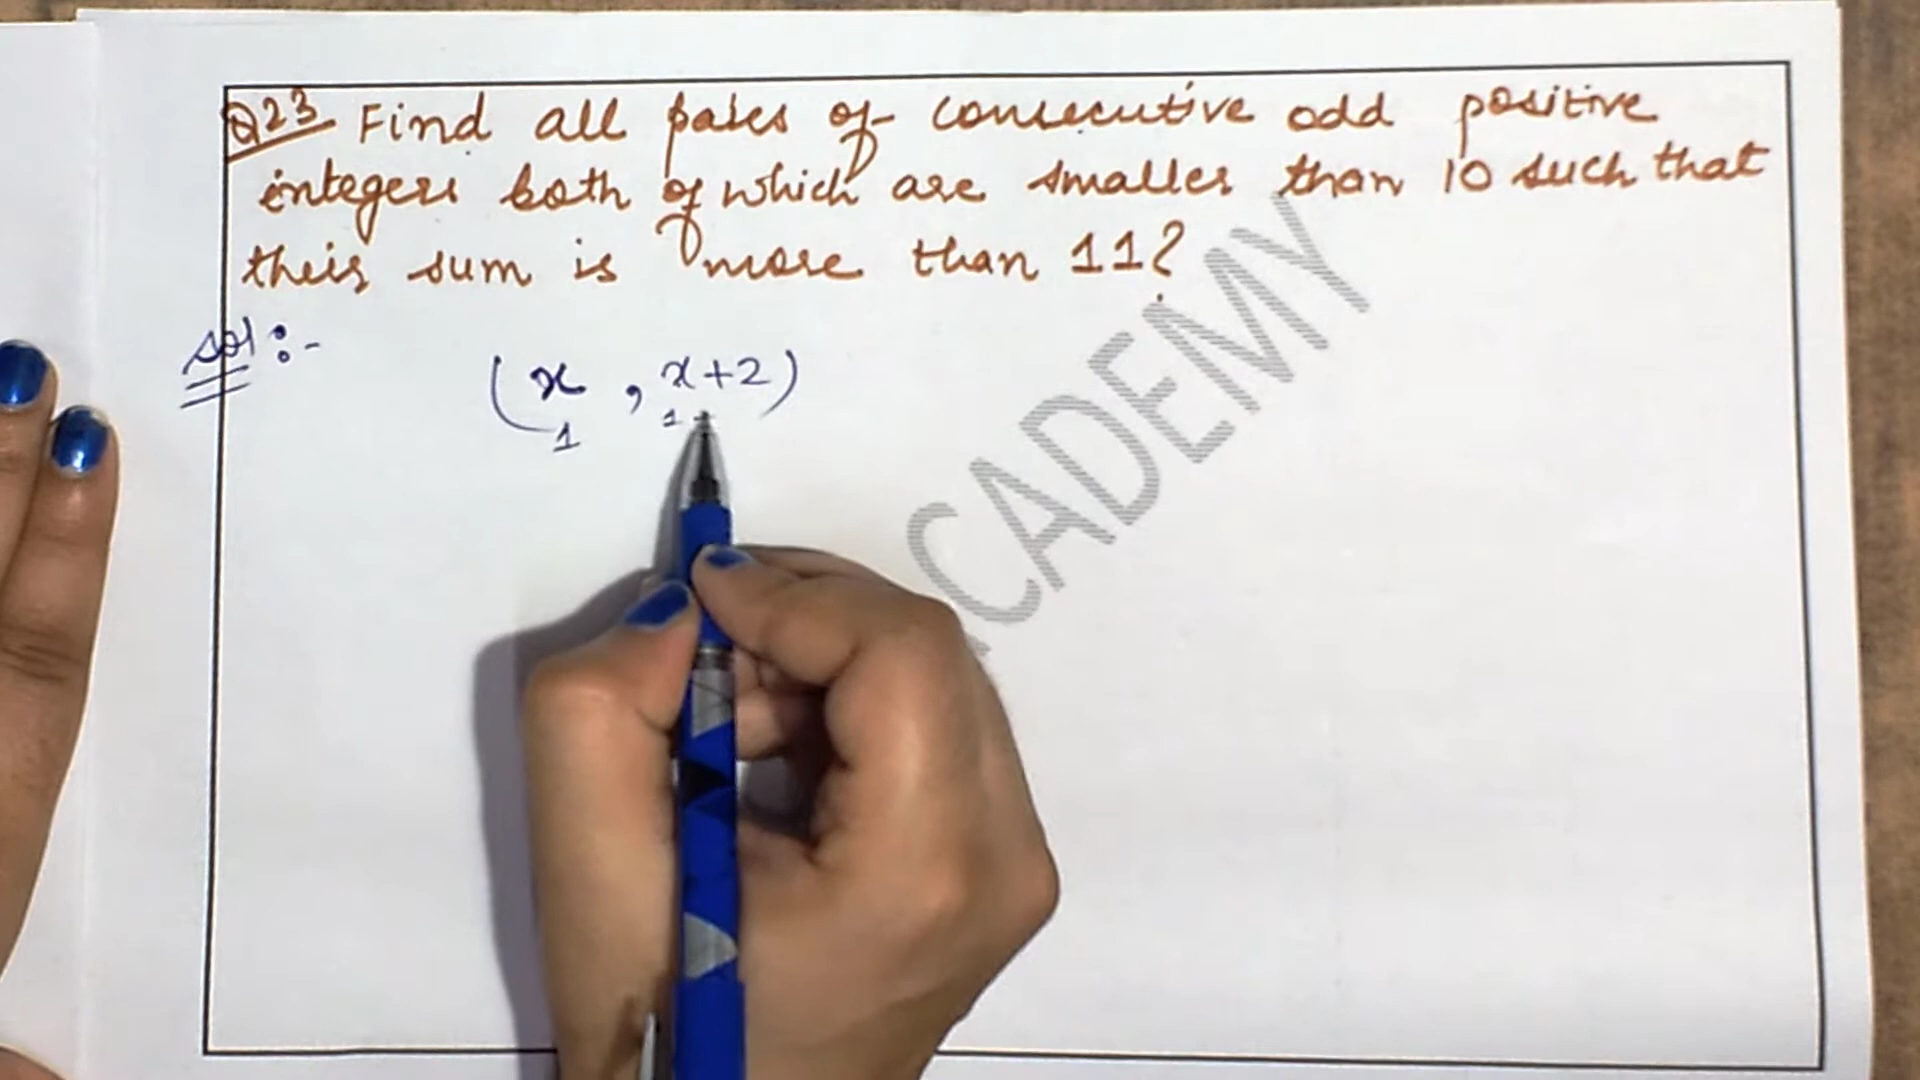 Q23 Find all pairs of consecutive odd positive
integers both of which are smaller than 10 such that
their sum is more than 11?
Sol:-
(x, x+2)
1 1+
CADEMY